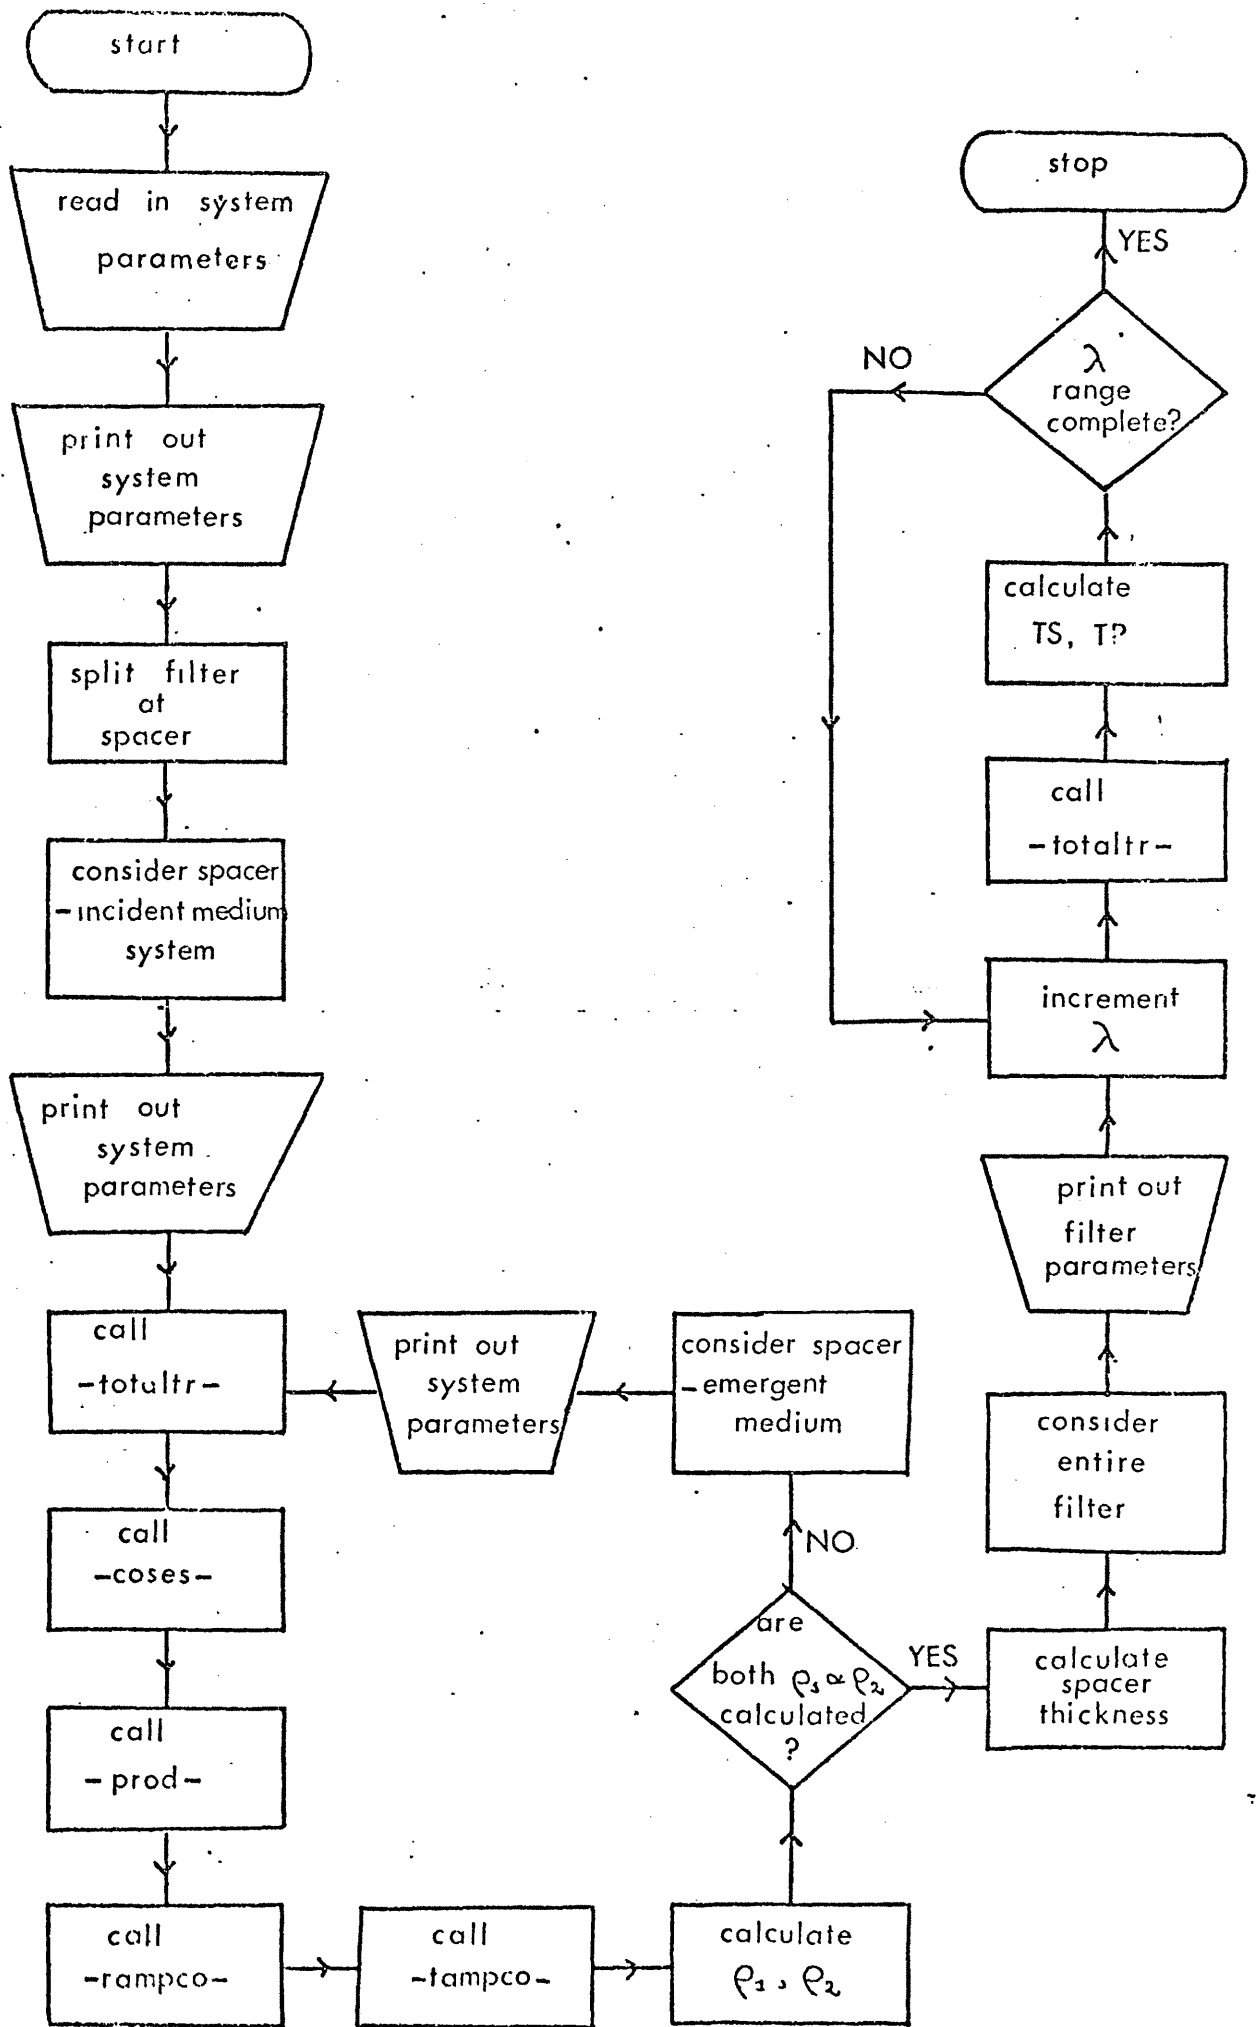 start
read in system
parameters
print out
system
parameters
split filter
at
spacer
consider spacer
-incident medium
system
print out
system
parameters
call
-totaltr-
call
-coses-
call
-prod-
call
-rampco-
call
-tampco-
calculate
ρ1, ρ2
are
both ρ1 & ρ2
calculated
?
NO
consider spacer
-emergent
medium
print out
system
parameters
YES
calculate
spacer
thickness
consider
entire
filter
print out
filter
parameters
increment
λ
call
-totaltr-
calculate
TS, TP
λ
range
complete?
NO
YES
stop